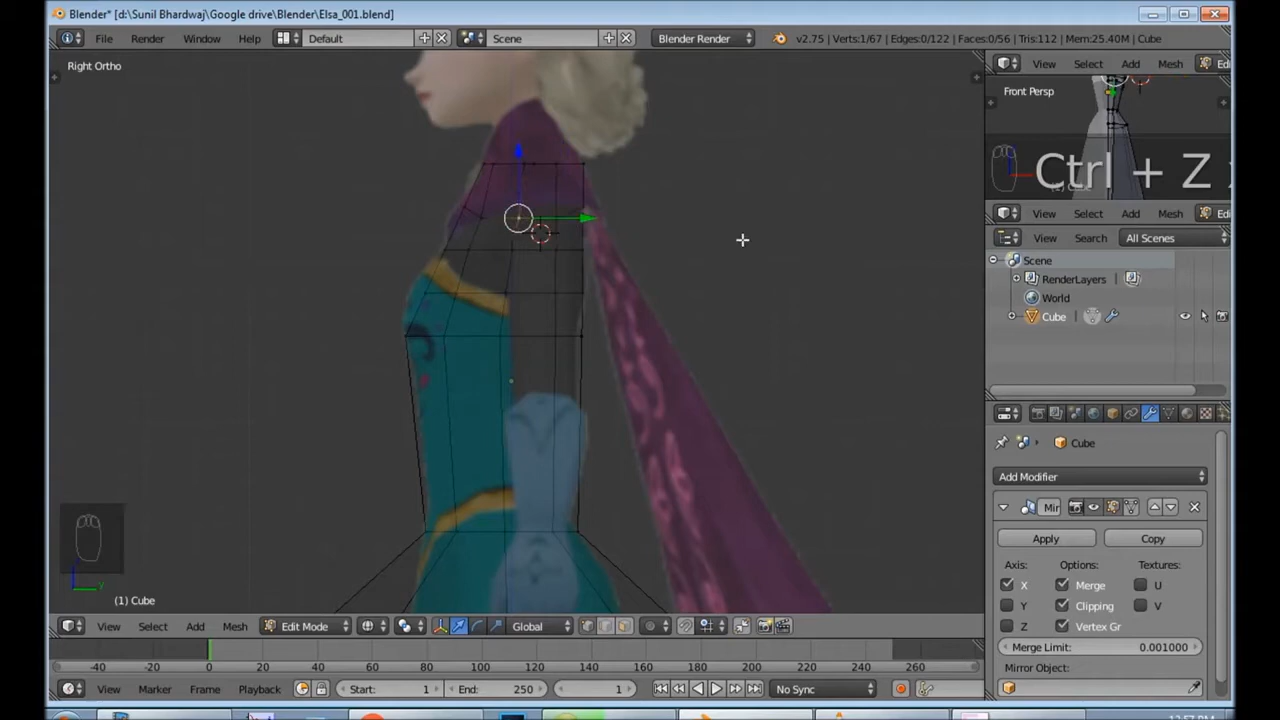 Blender* [d:\Sunil Bhardwaj\Google drive\Blender\Elsa_001.blend]
File Render Window Help Default Scene Blender Render v2.75 | Verts:1/67 | Edges:0/122 | Faces:0/56 | Tris:112 | Mem:25.40M | Cube
Right Ortho
View Select Add Mesh Ed
Front Persp
Ctrl + Z x
View Select Add Mesh Ed
View Search All Scenes
Scene
RenderLayers
World
Cube
Cube
Add Modifier
Mir
Apply Copy
Axis: Options: Textures:
X Merge U
Y Clipping V
Z Vertex Gr
Merge Limit: 0.001000
Mirror Object:
(1) Cube
View Select Add Mesh Edit Mode Global
-40 -20 0 20 40 60 80 100 120 140 160 180 200 220 240 260
View Marker Frame Playback Start: 1 End: 250 1 No Sync